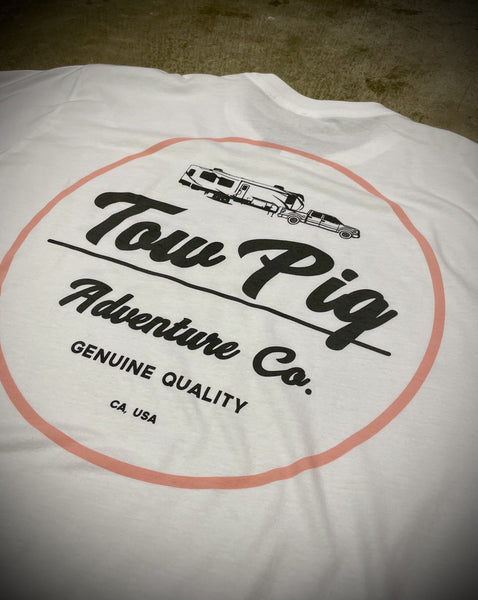 Tow Pig
Adventure Co.
GENUINE QUALITY
CA, USA